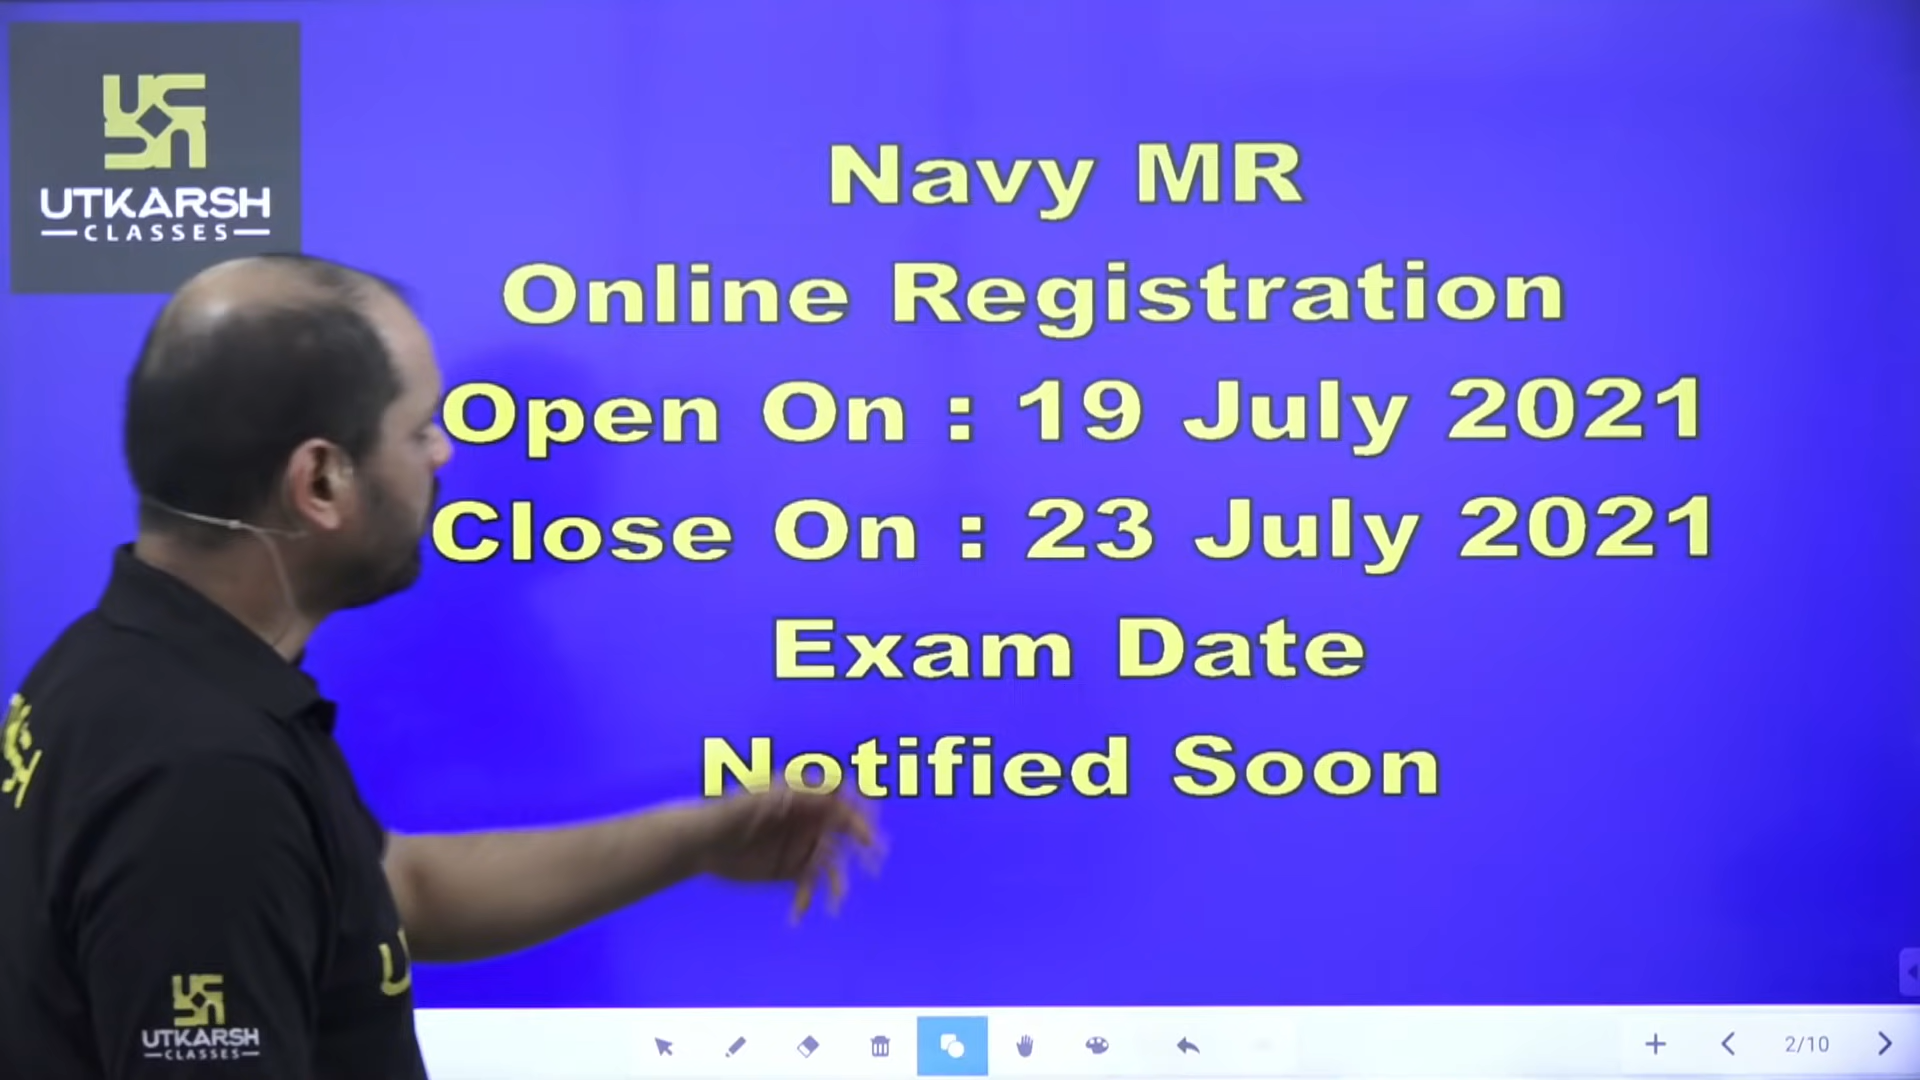 UTKARSH
CLASSES
Navy MR
Online Registration
Open On : 19 July 2021
Close On : 23 July 2021
Exam Date
Notified Soon
UTKARSH
CLASSES
2/10